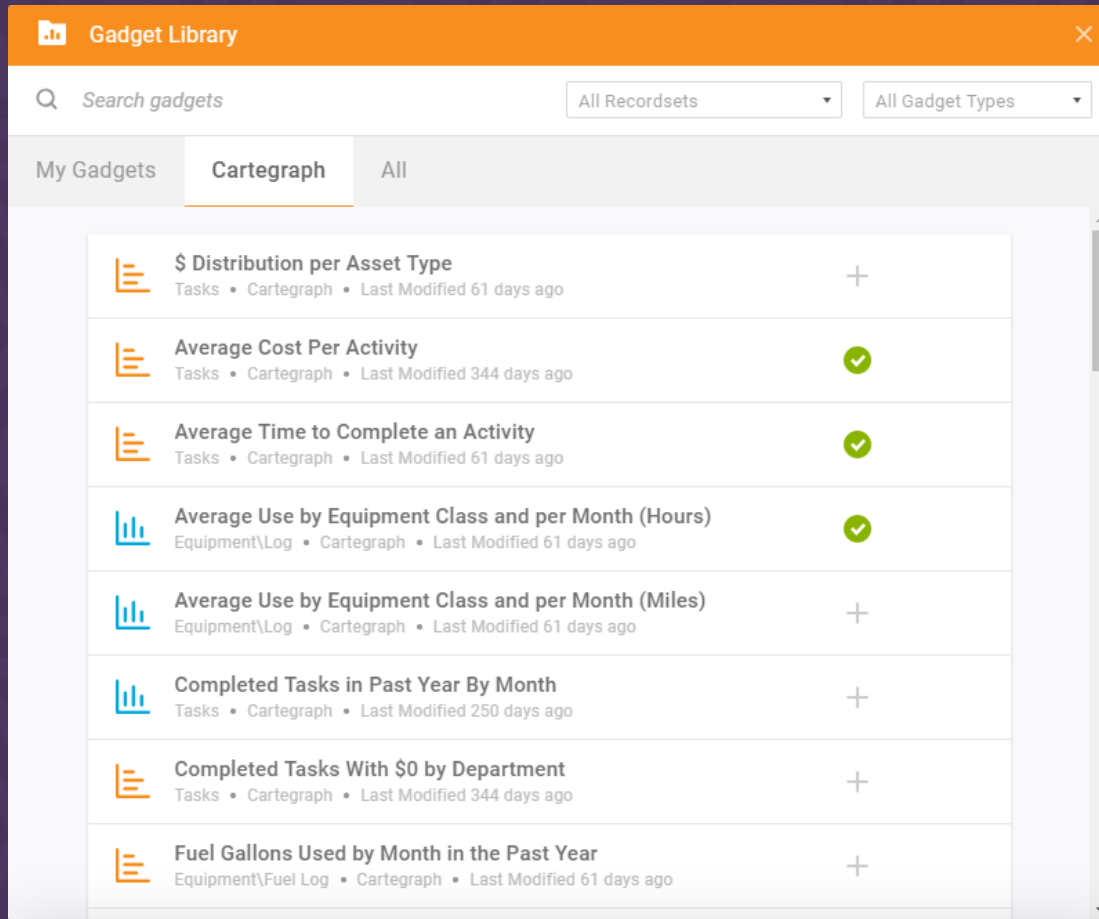 Gadget Library
Search gadgets
All Recordsets
All Gadget Types
My Gadgets
Cartegraph
All
$ Distribution per Asset Type
Tasks • Cartegraph • Last Modified 61 days ago
Average Cost Per Activity
Tasks • Cartegraph • Last Modified 344 days ago
Average Time to Complete an Activity
Tasks • Cartegraph • Last Modified 61 days ago
Average Use by Equipment Class and per Month (Hours)
Equipment\Log • Cartegraph • Last Modified 61 days ago
Average Use by Equipment Class and per Month (Miles)
Equipment\Log • Cartegraph • Last Modified 61 days ago
Completed Tasks in Past Year By Month
Tasks • Cartegraph • Last Modified 250 days ago
Completed Tasks With $0 by Department
Tasks • Cartegraph • Last Modified 344 days ago
Fuel Gallons Used by Month in the Past Year
Equipment\Fuel Log • Cartegraph • Last Modified 61 days ago